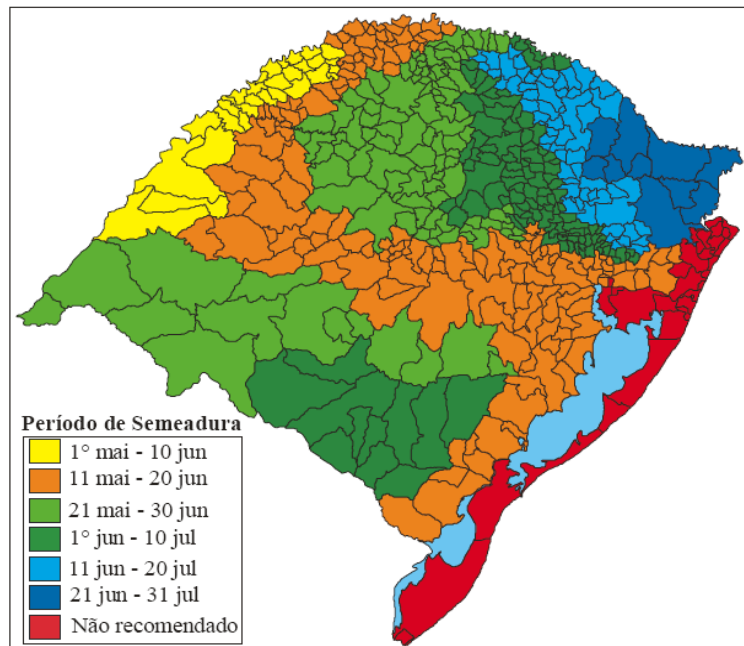 Período de Semeadura
1° mai - 10 jun
11 mai - 20 jun
21 mai - 30 jun
1° jun - 10 jul
11 jun - 20 jul
21 jun - 31 jul
Não recomendado